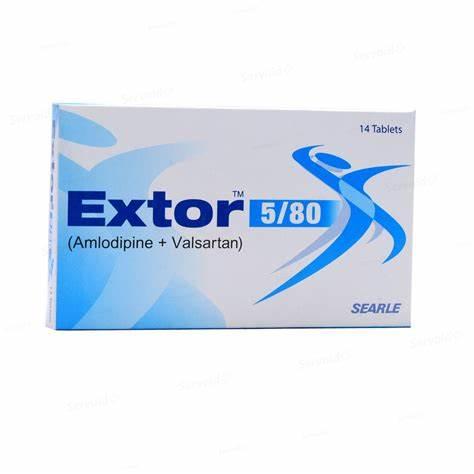 14 Tablets
Extor™ 5/80
(Amlodipine + Valsartan)
SEARLE